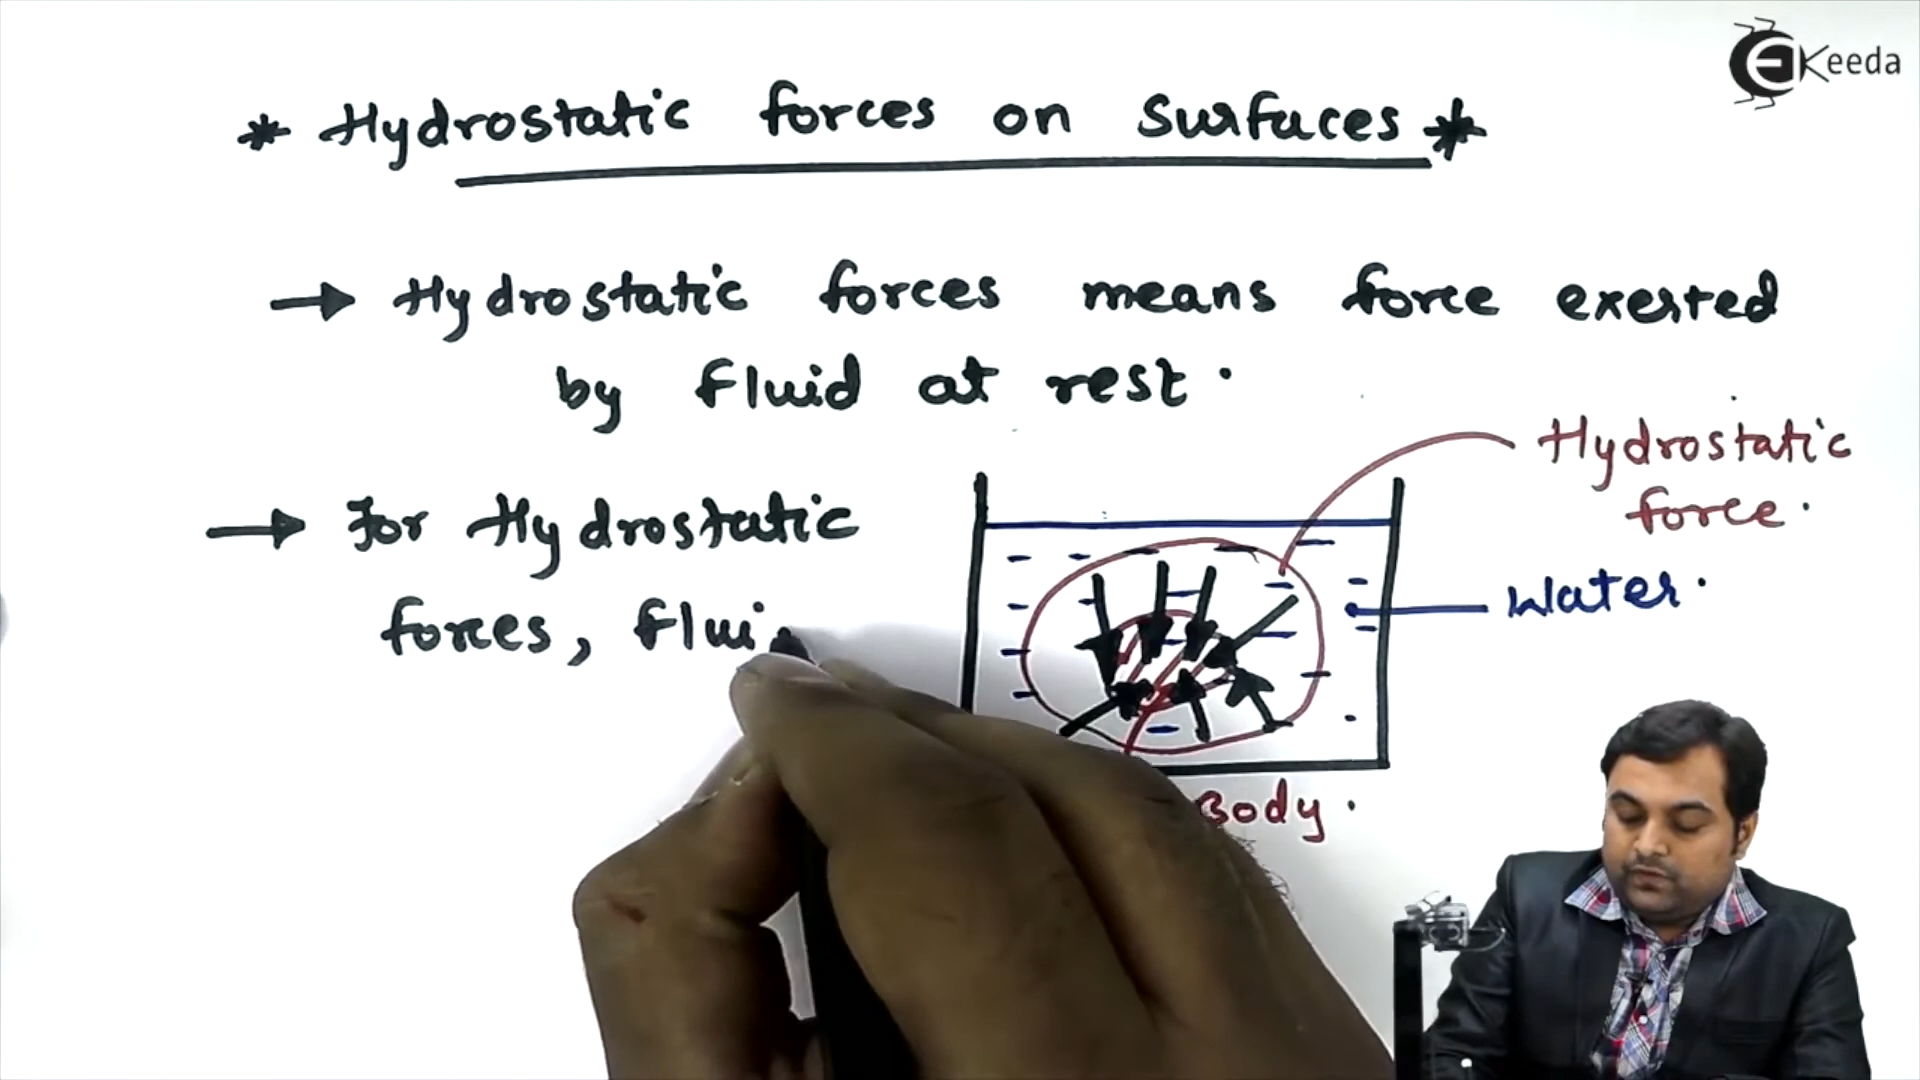 EKeeda
* Hydrostatic forces on Surfaces *
→ Hydrostatic forces means force exerted
by fluid at rest.
Hydrostatic
force.
→ For Hydrostatic
forces, flui
Water.
Body.